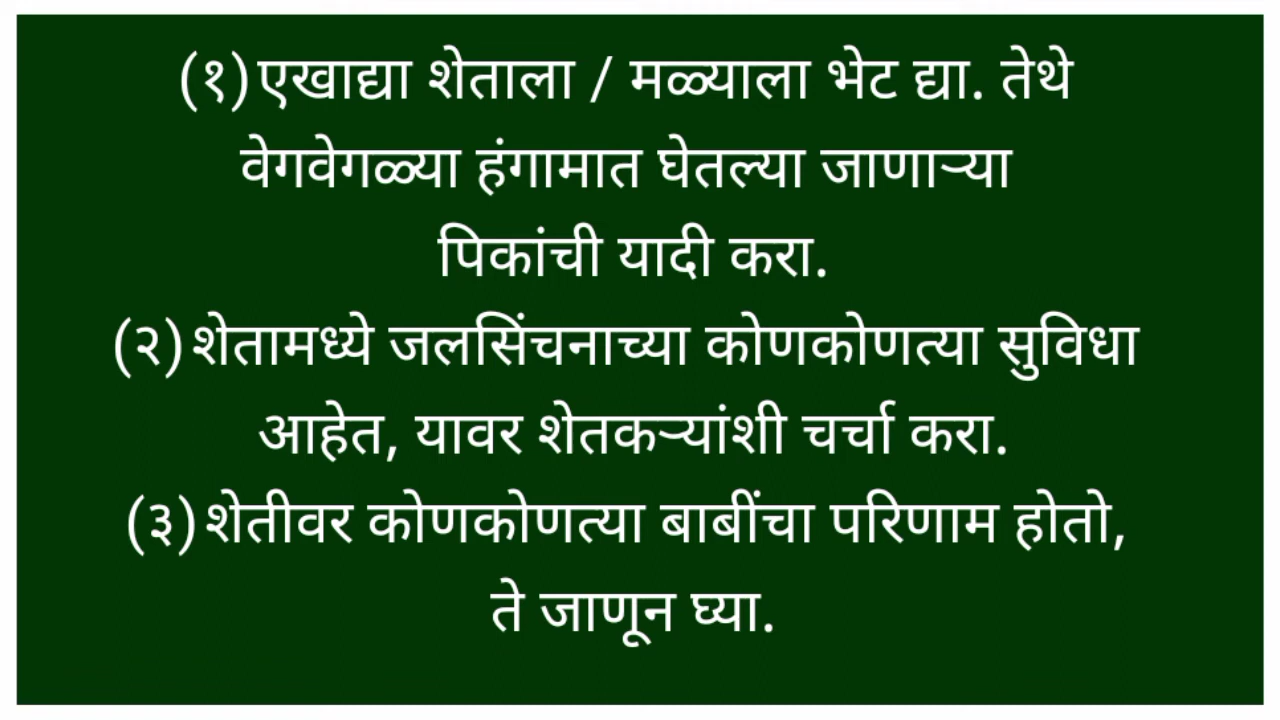 (१)एखाद्या शेताला / मळ्याला भेट द्या. तेथे
वेगवेगळ्या हंगामात घेतल्या जाणाऱ्या
पिकांची यादी करा.
(२)शेतामध्ये जलसिंचनाच्या कोणकोणत्या सुविधा
आहेत, यावर शेतकऱ्यांशी चर्चा करा.
(३)शेतीवर कोणकोणत्या बाबींचा परिणाम होतो,
ते जाणून घ्या.